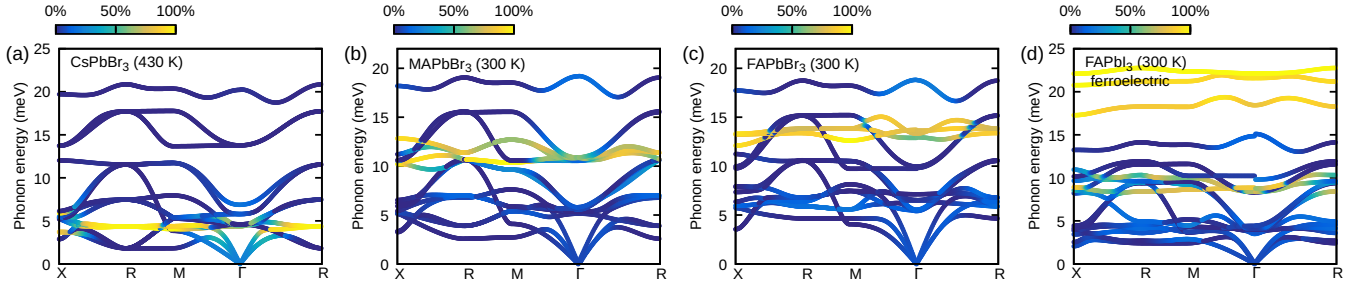 0% 50% 100%
(a)
CsPbBr3 (430 K)
Phonon energy (meV)
25
20
15
10
5
0
X R M Γ R
0% 50% 100%
(b)
MAPbBr3 (300 K)
Phonon energy (meV)
20
15
10
5
0
X R M Γ R
0% 50% 100%
(c)
FAPbBr3 (300 K)
Phonon energy (meV)
20
15
10
5
0
X R M Γ R
0% 50% 100%
(d)
FAPbI3 (300 K)
ferroelectric
Phonon energy (meV)
25
20
15
10
5
0
X R M Γ R